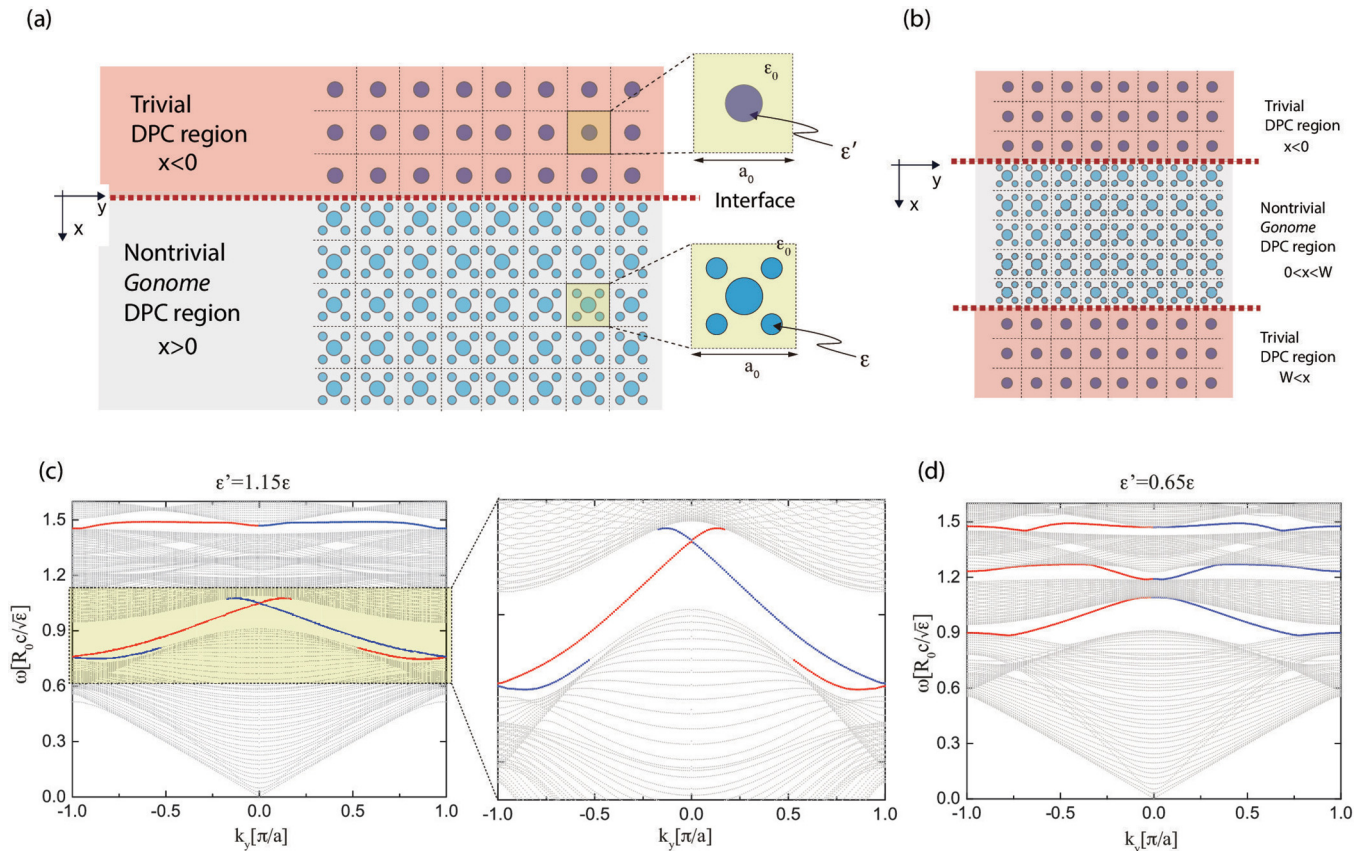 (a)
Trivial
DPC region
x<0
y
x
Nontrivial
Gonome
DPC region
x>0
ε₀
ε’
a₀
Interface
ε₀
ε
a₀
(b)
y
x
Trivial
DPC region
x<0
Nontrivial
Gonome
DPC region
0<x<W
Trivial
DPC region
W<x
(c)
ε’=1.15ε
ω[R₀c/√ε]
1.5
1.2
0.9
0.6
0.3
0.0
-1.0 -0.5 0.0 0.5 1.0
k_y[π/a]
-1.0 -0.5 0.0 0.5 1.0
k_y[π/a]
(d)
ε’=0.65ε
ω[R₀c/√ε]
1.5
1.2
0.9
0.6
0.3
0.0
-1.0 -0.5 0.0 0.5 1.0
k_y[π/a]